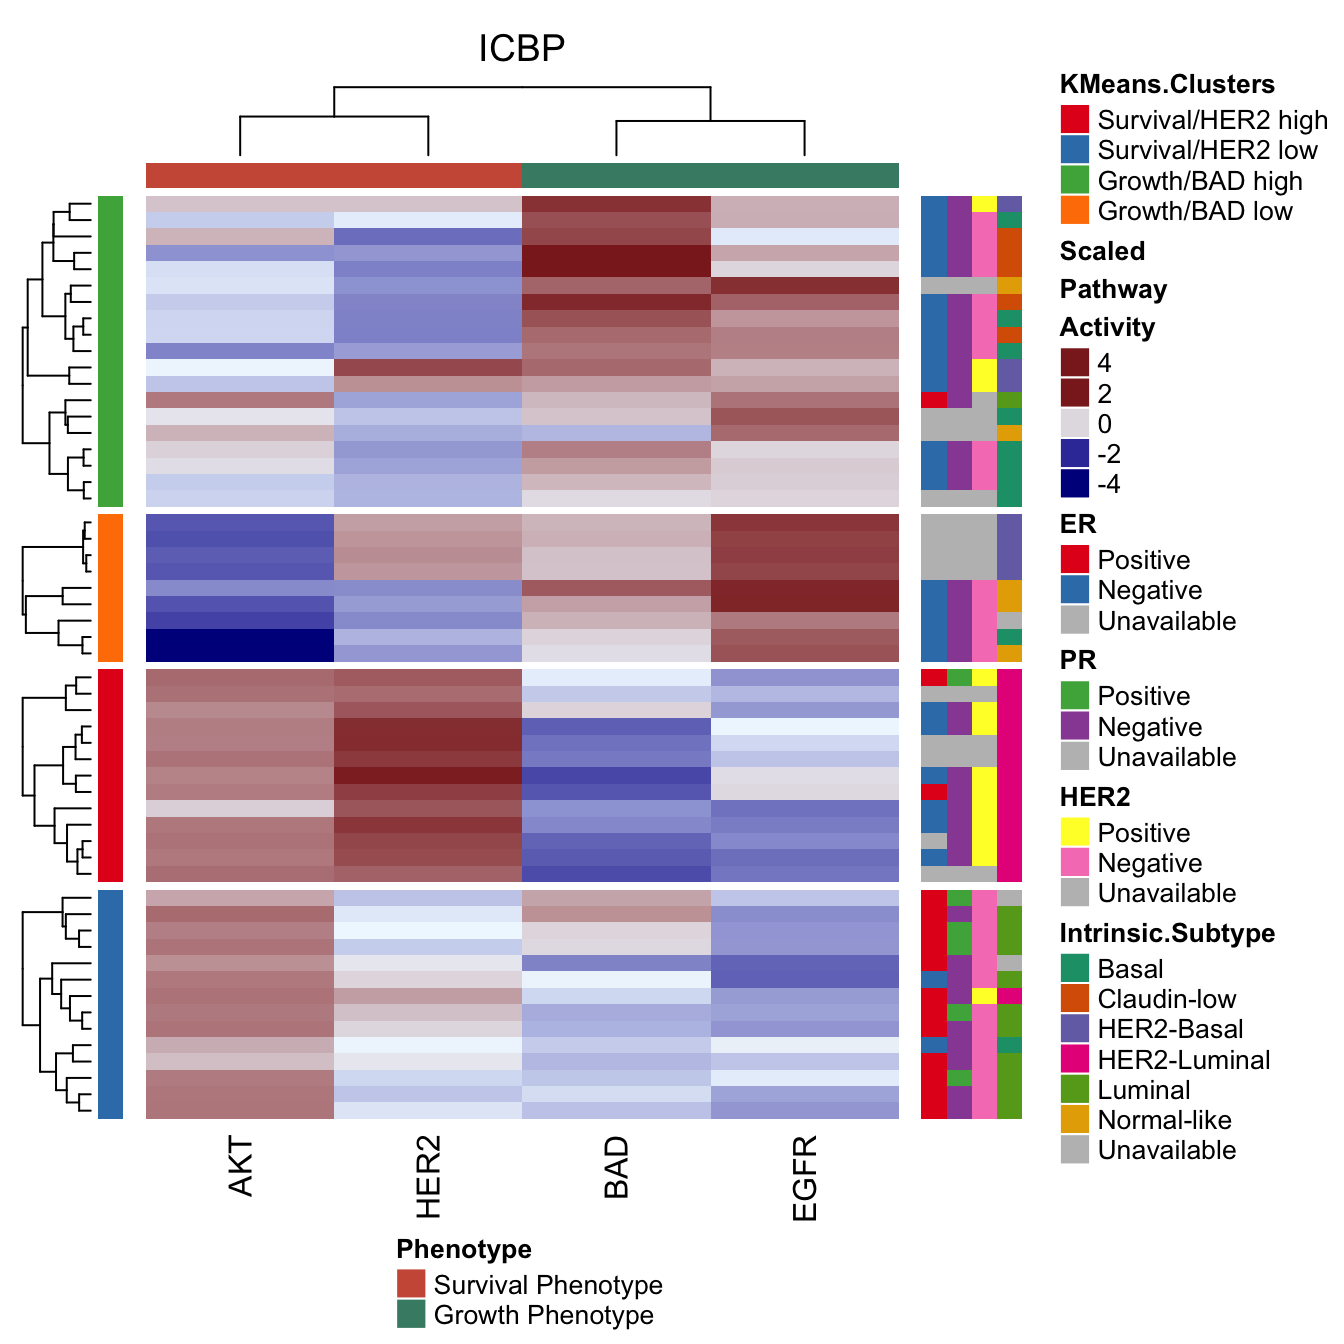 ICBP
KMeans.Clusters
Survival/HER2 high
Survival/HER2 low
Growth/BAD high
Growth/BAD low
Scaled
Pathway
Activity
4
2
0
-2
-4
ER
Positive
Negative
Unavailable
PR
Positive
Negative
Unavailable
HER2
Positive
Negative
Unavailable
Intrinsic.Subtype
Basal
Claudin-low
HER2-Basal
HER2-Luminal
Luminal
Normal-like
Unavailable
AKT
HER2
BAD
EGFR
Phenotype
Survival Phenotype
Growth Phenotype